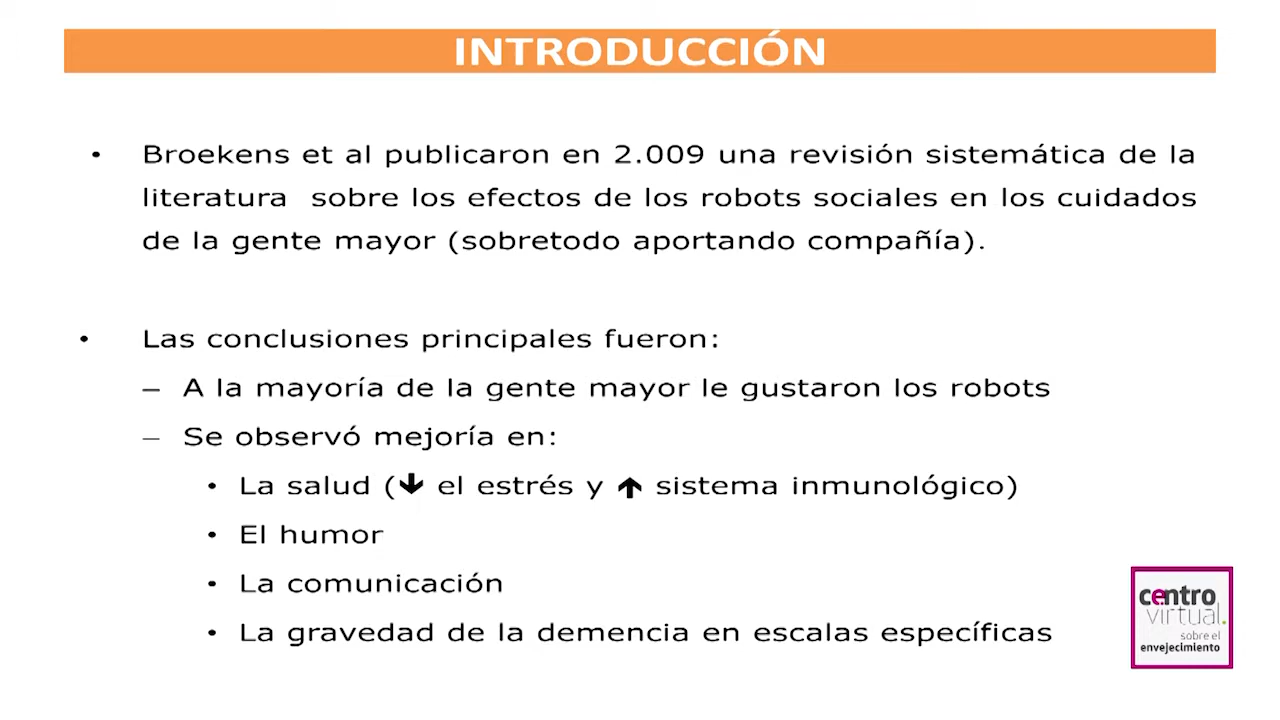 INTRODUCCIÓN
• Broekens et al publicaron en 2.009 una revisión sistemática de la
literatura sobre los efectos de los robots sociales en los cuidados
de la gente mayor (sobretodo aportando compañía).
• Las conclusiones principales fueron:
– A la mayoría de la gente mayor le gustaron los robots
– Se observó mejoría en:
• La salud (🡇 el estrés y 🡅 sistema inmunológico)
• El humor
• La comunicación
• La gravedad de la demencia en escalas específicas
centro
virtual.
sobre el
envejecimiento